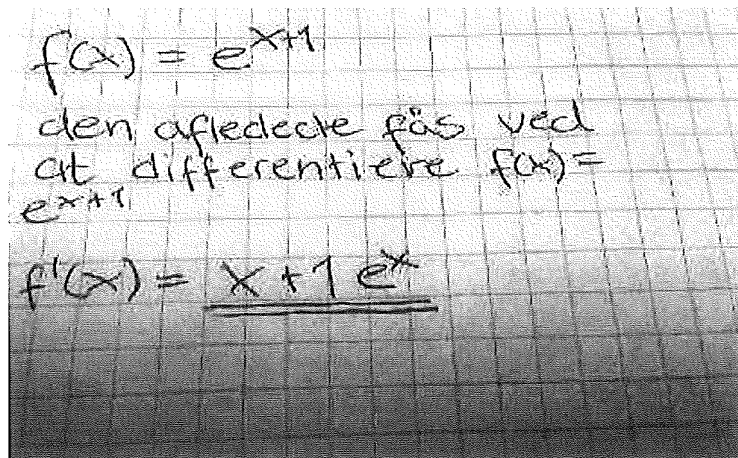 f(x) = e^{x+1}
den afledede fås ved
at differentiere f(x)=
e^{x+1}
f'(x) = x+1 e^x